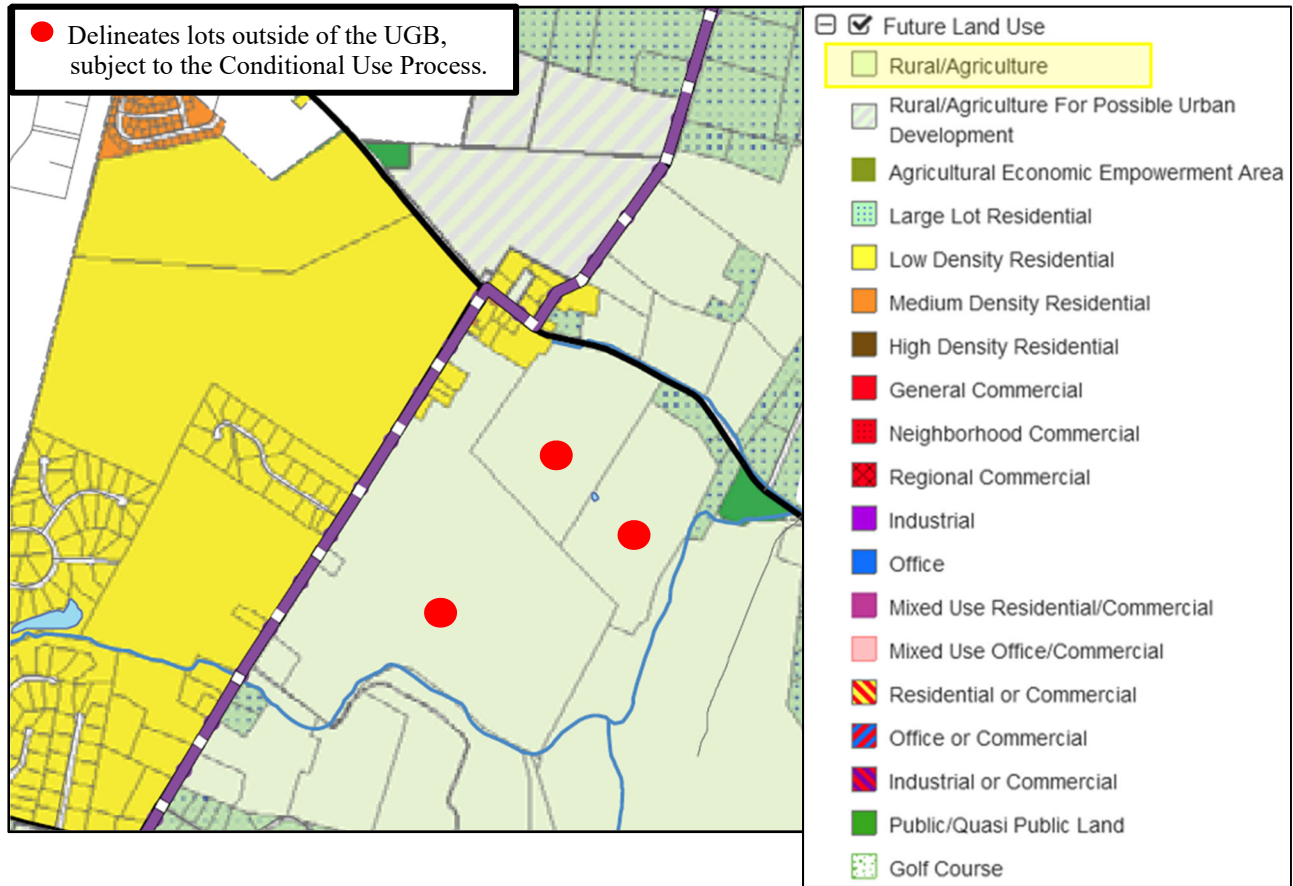 Delineates lots outside of the UGB,
subject to the Conditional Use Process.
Future Land Use
Rural/Agriculture
Rural/Agriculture For Possible Urban
Development
Agricultural Economic Empowerment Area
Large Lot Residential
Low Density Residential
Medium Density Residential
High Density Residential
General Commercial
Neighborhood Commercial
Regional Commercial
Industrial
Office
Mixed Use Residential/Commercial
Mixed Use Office/Commercial
Residential or Commercial
Office or Commercial
Industrial or Commercial
Public/Quasi Public Land
Golf Course